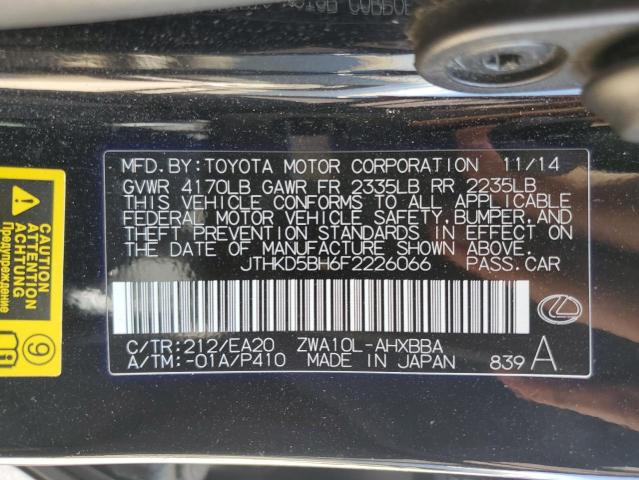 MFD.BY:TOYOTA MOTOR CORPORATION 11/14
GVWR 4170LB GAWR FR 2335LB RR 2235LB
THIS VEHICLE CONFORMS TO ALL APPLICABLE
FEDERAL MOTOR VEHICLE SAFETY,BUMPER,AND
THEFT PREVENTION STANDARDS IN EFFECT ON
THE DATE OF MANUFACTURE SHOWN ABOVE.
JTHKD5BH6F2226066 PASS.CAR
C/TR:212/EA20 ZWA10L-AHXBBA
A/TM:-01A/P410 MADE IN JAPAN 839 A
CAUTION
ATTENTION
ACHTUNG
Предупреждение
9